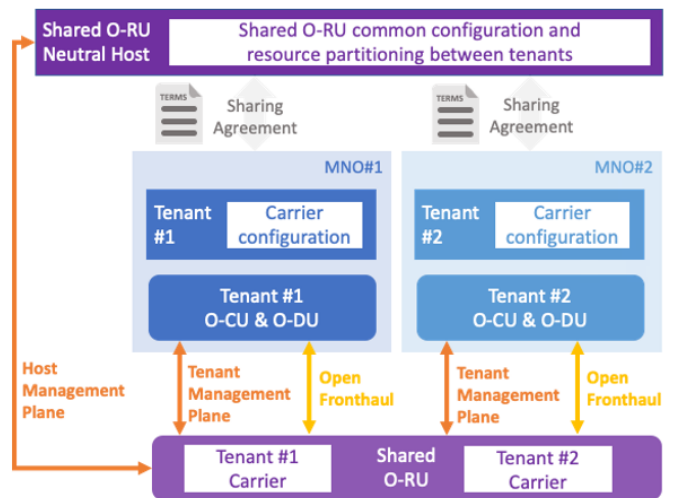 Shared O-RU
Neutral Host
Shared O-RU common configuration and
resource partitioning between tenants
TERMS
Sharing
Agreement
TERMS
Sharing
Agreement
MNO#1
Tenant
#1
Carrier
configuration
Tenant #1
O-CU & O-DU
MNO#2
Tenant
#2
Carrier
configuration
Tenant #2
O-CU & O-DU
Host
Management
Plane
Tenant
Management
Plane
Open
Fronthaul
Tenant
Management
Plane
Open
Fronthaul
Tenant #1
Carrier
Shared
O-RU
Tenant #2
Carrier